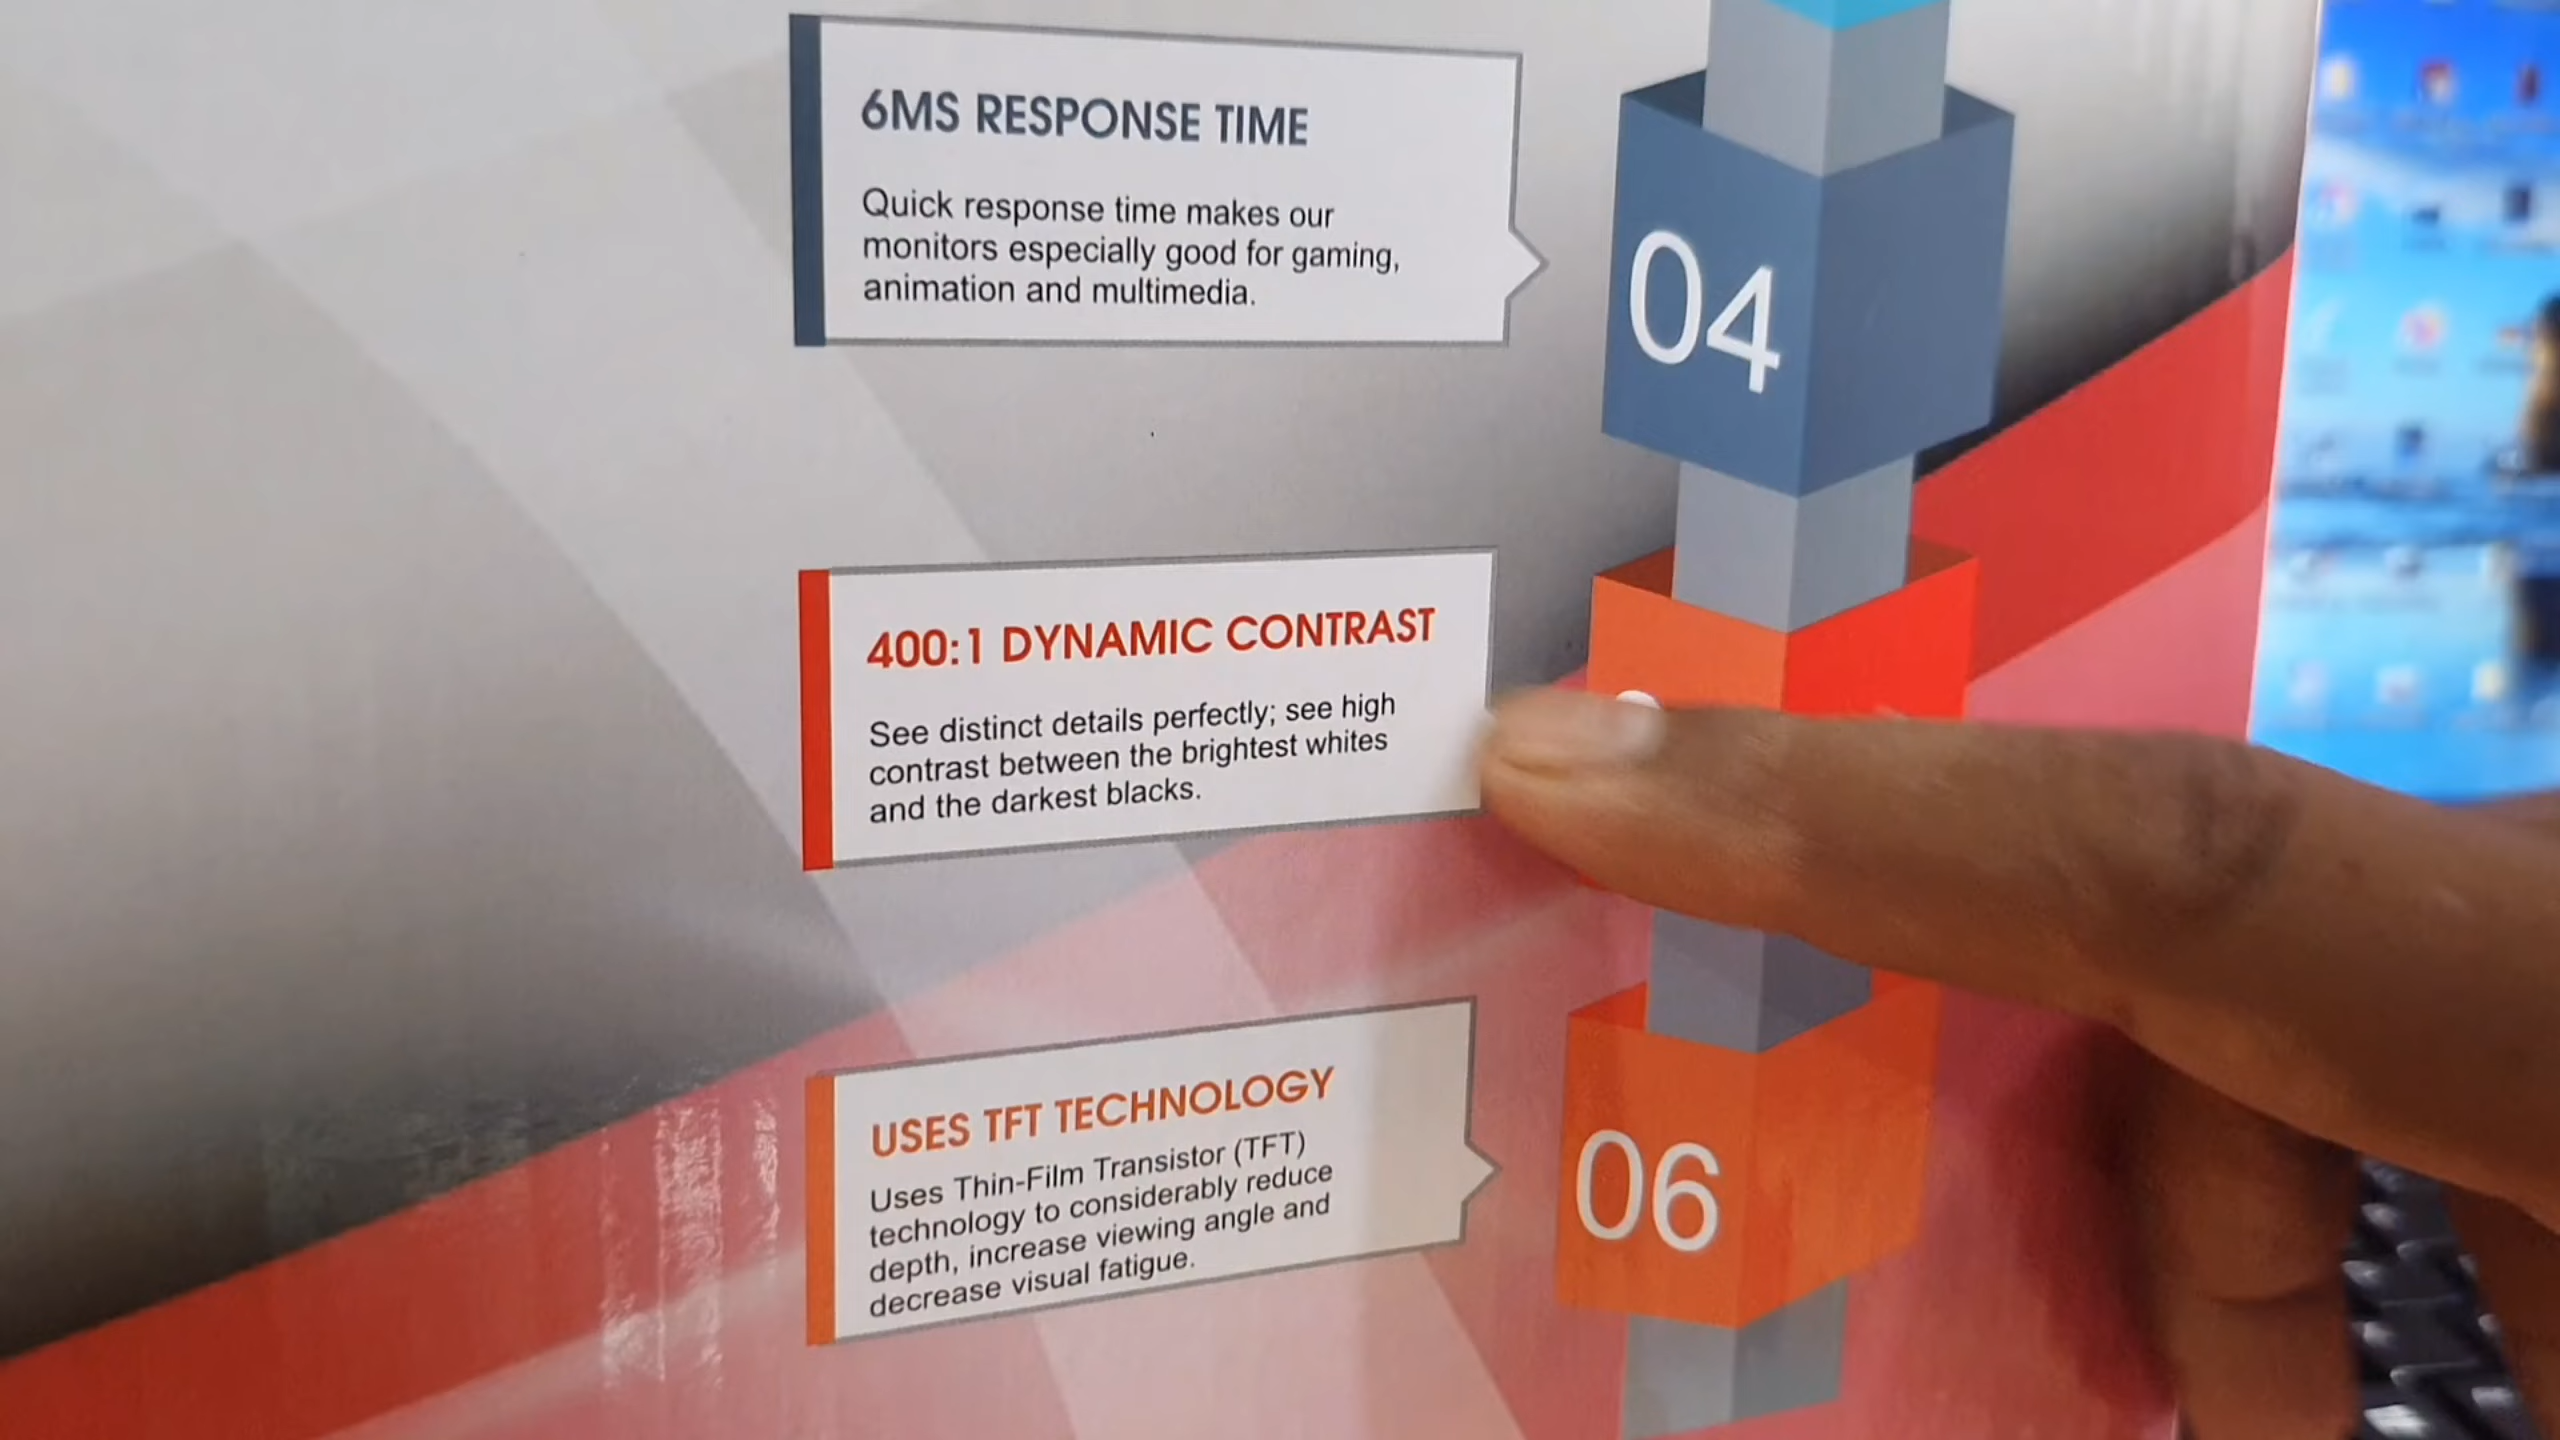 6MS RESPONSE TIME
Quick response time makes our
monitors especially good for gaming,
animation and multimedia.
04
400:1 DYNAMIC CONTRAST
See distinct details perfectly; see high
contrast between the brightest whites
and the darkest blacks.
USES TFT TECHNOLOGY
Uses Thin-Film Transistor (TFT)
technology to considerably reduce
depth, increase viewing angle and
decrease visual fatigue.
06